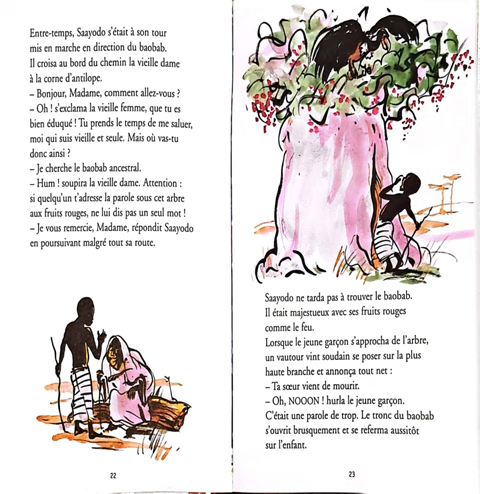 Entre-temps, Saayodo s'était à son tour
mis en marche en direction du baobab.
Il croisa au bord du chemin la vieille dame
à la corne d'antilope.
– Bonjour, Madame, comment allez-vous ?
– Oh ! s'exclama la vieille femme, que tu es
bien éduqué ! Tu prends le temps de me saluer,
moi qui suis vieille et seule. Mais où vas-tu
donc ainsi ?
– Je cherche le baobab ancestral.
– Hum ! soupira la vieille dame. Attention :
si quelqu'un t'adresse la parole sous cet arbre
aux fruits rouges, ne lui dis pas un seul mot !
– Je vous remercie, Madame, répondit Saayodo
en poursuivant malgré tout sa route.
22
Saayodo ne tarda pas à trouver le baobab.
Il était majestueux avec ses fruits rouges
comme le feu.
Lorsque le jeune garçon s'approcha de l'arbre,
un vautour vint soudain se poser sur la plus
haute branche et annonça tout net :
– Ta sœur vient de mourir.
– Oh, NOOON ! hurla le jeune garçon.
C'était une parole de trop. Le tronc du baobab
s'ouvrit brusquement et se referma aussitôt
sur l'enfant.
23